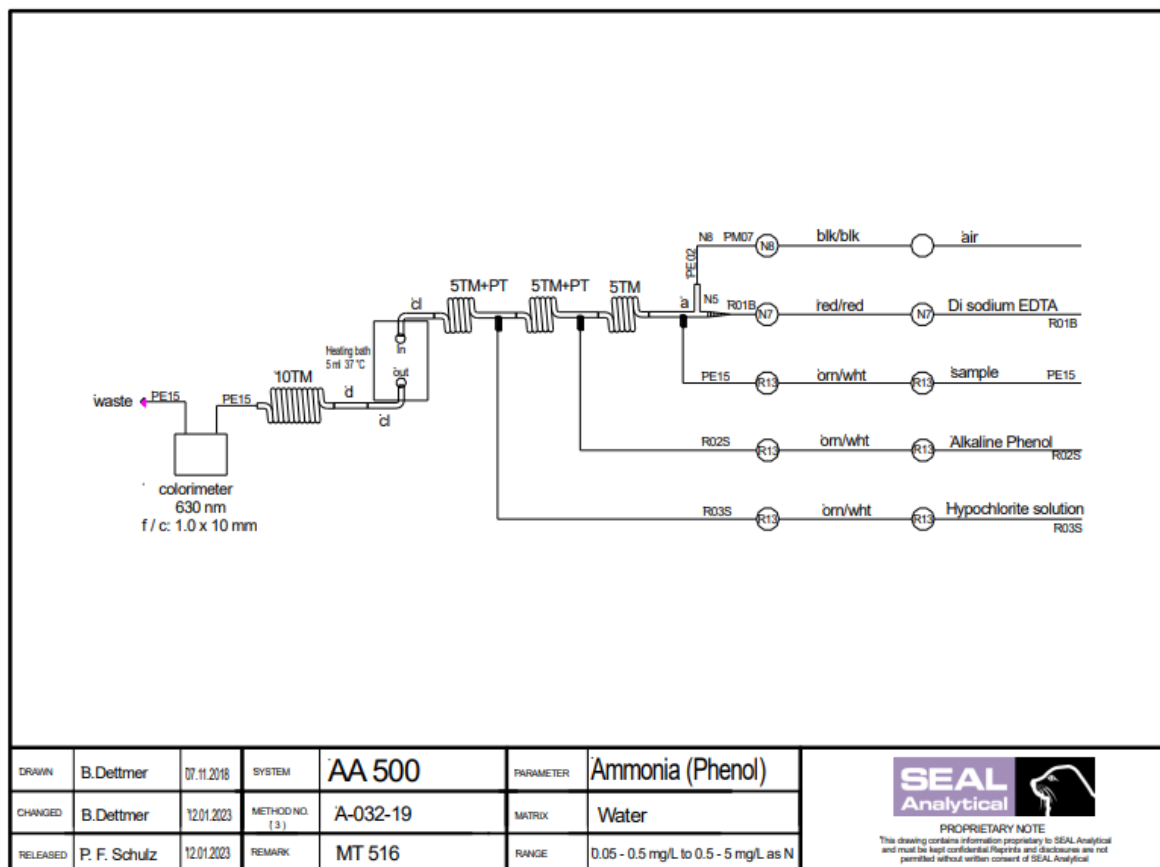 N8 PM07 N8 blk/blk air
PE02
5TM+PT 5TM+PT 5TM
cl a N5 R01B N7 red/red N7 Di sodium EDTA
R01B
Heating bath
5 ml 37 °C
In
out
PE15 R13 orn/wht R13 sample PE15
10TM
waste PE15 PE15 d
cl
R02S R13 orn/wht R13 Alkaline Phenol
R02S
colorimeter
630 nm
f / c: 1.0 x 10 mm
R03S R13 orn/wht R13 Hypochlorite solution
R03S
DRAWN B.Dettmer 07.11.2018 SYSTEM AA 500 PARAMETER Ammonia (Phenol)
CHANGED B.Dettmer 12.01.2023 METHOD NO. A-032-19 MATRIX Water
( 3 )
RELEASED P. F. Schulz 12.01.2023 REMARK MT 516 RANGE 0.05 - 0.5 mg/L to 0.5 - 5 mg/L as N
SEAL
Analytical
PROPRIETARY NOTE
This drawing contains information proprietary to SEAL Analytical
and must be kept confidential.Reprints and disclosures are not
permitted without written consent of SEAL Analytical